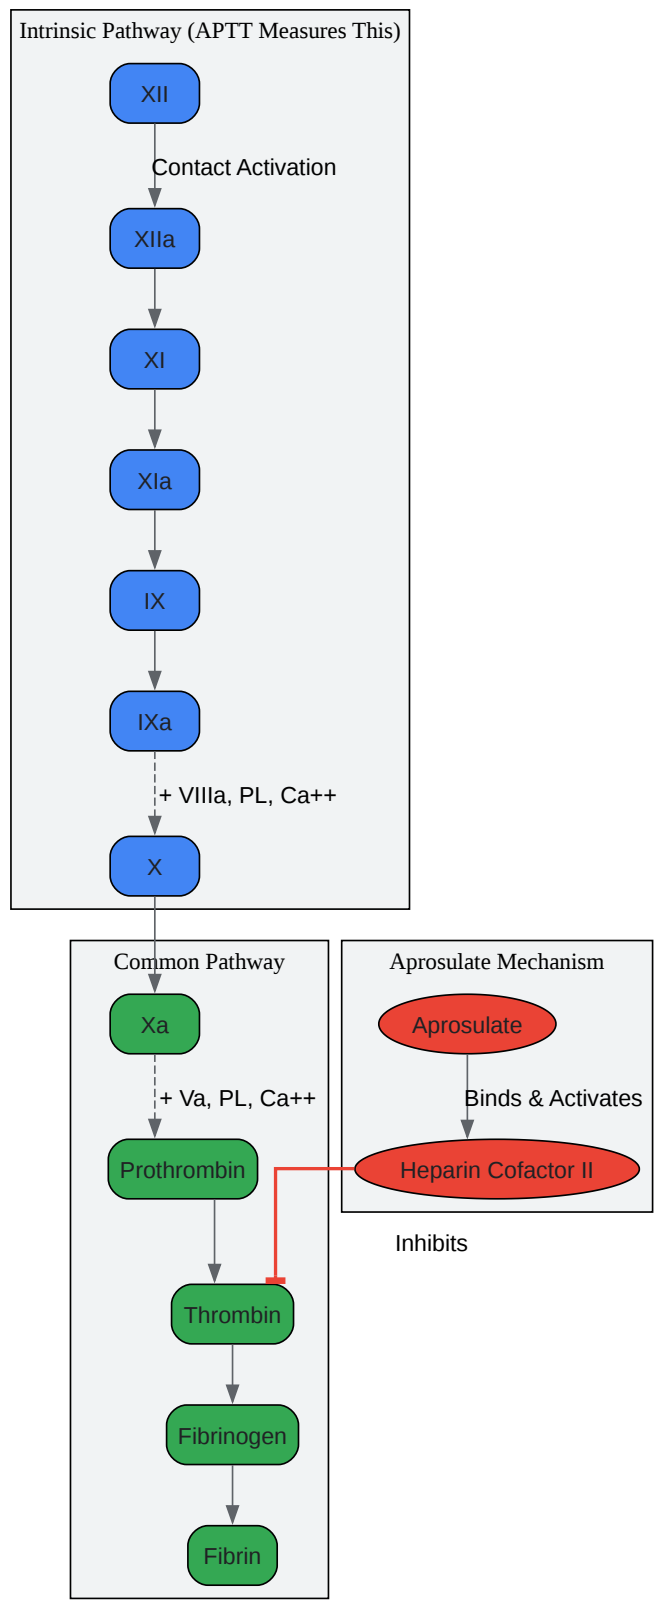 Intrinsic Pathway (APTT Measures This)
XII
Contact Activation
XIIa
XI
XIa
IX
IXa
+ VIIIa, PL, Ca++
X
Common Pathway
Xa
+ Va, PL, Ca++
Prothrombin
Thrombin
Fibrinogen
Fibrin
Aprosulate Mechanism
Aprosulate
Binds & Activates
Heparin Cofactor II
Inhibits